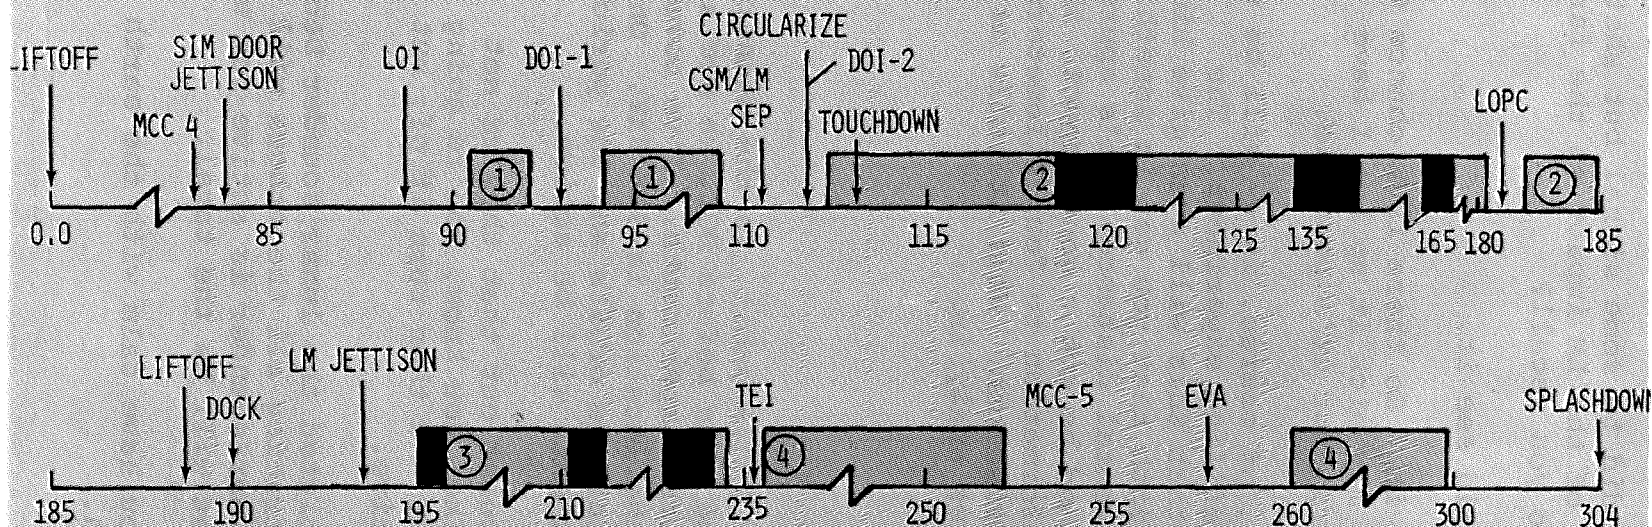 CIRCULARIZE
LIFTOFF SIM DOOR LOI DOI-1 DOI-2
JETTISON CSM/LM
MCC 4 SEP TOUCHDOWN LOPC
1 1 2 2
0.0 85 90 95 110 115 120 125 135 165 180 185
LIFTOFF LM JETTISON
DOCK TEI MCC-5 EVA SPLASHDOWN
3 4 4
185 190 195 210 235 250 255 260 300 304